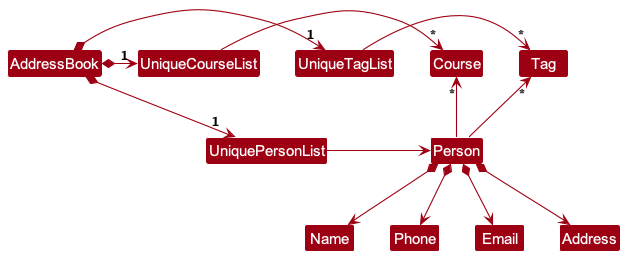 1
*
*
AddressBook
1
UniqueCourseList
UniqueTagList
Course
Tag
*
*
1
UniquePersonList
Person
Name
Phone
Email
Address